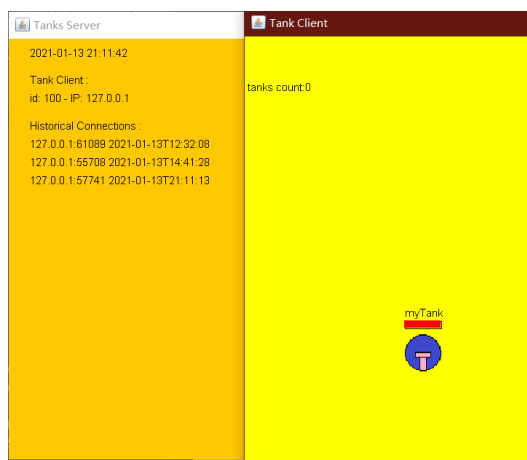 Tanks Server
2021-01-13 21:11:42
Tank Client :
id: 100 - IP: 127.0.0.1
Historical Connections :
127.0.0.1:61089 2021-01-13T12:32:08
127.0.0.1:55708 2021-01-13T14:41:28
127.0.0.1:57741 2021-01-13T21:11:13
Tank Client
tanks count:0
myTank